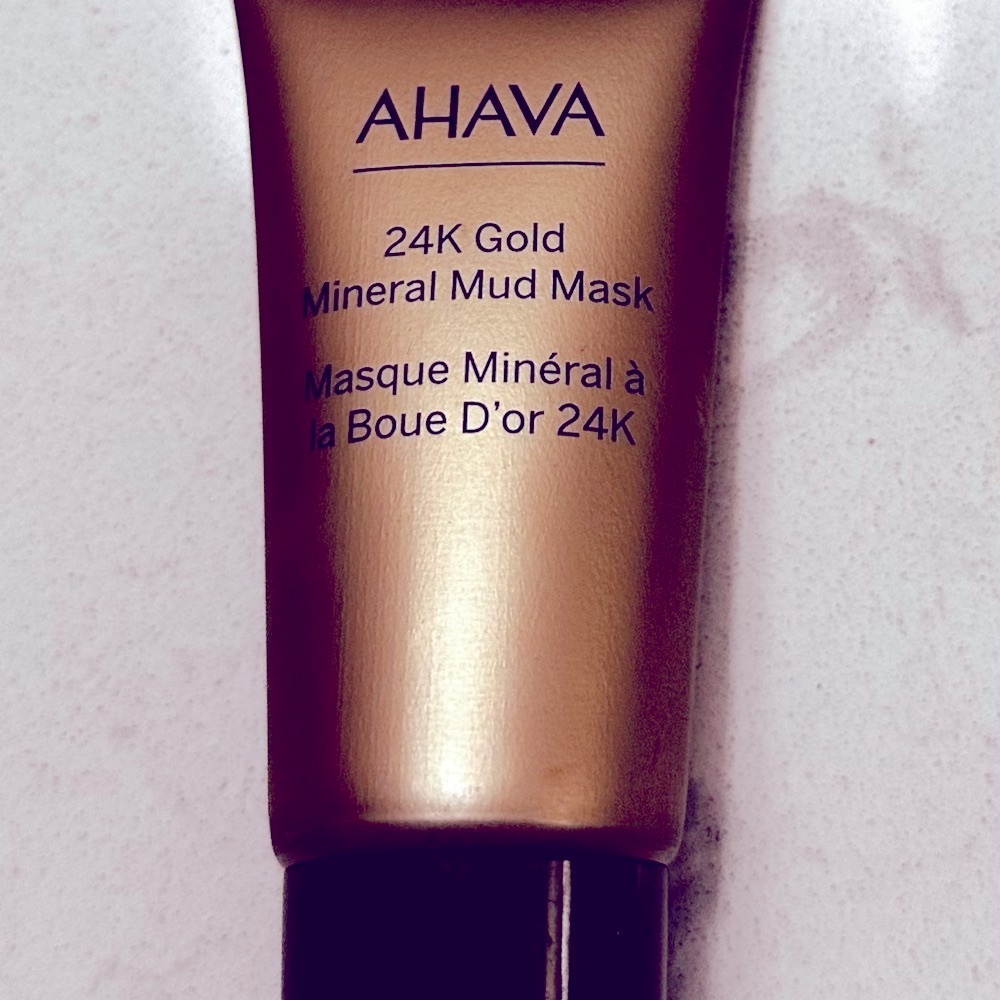 AHAVA
24K Gold
Mineral Mud Mask
Masque Minéral à
la Boue D'or 24K